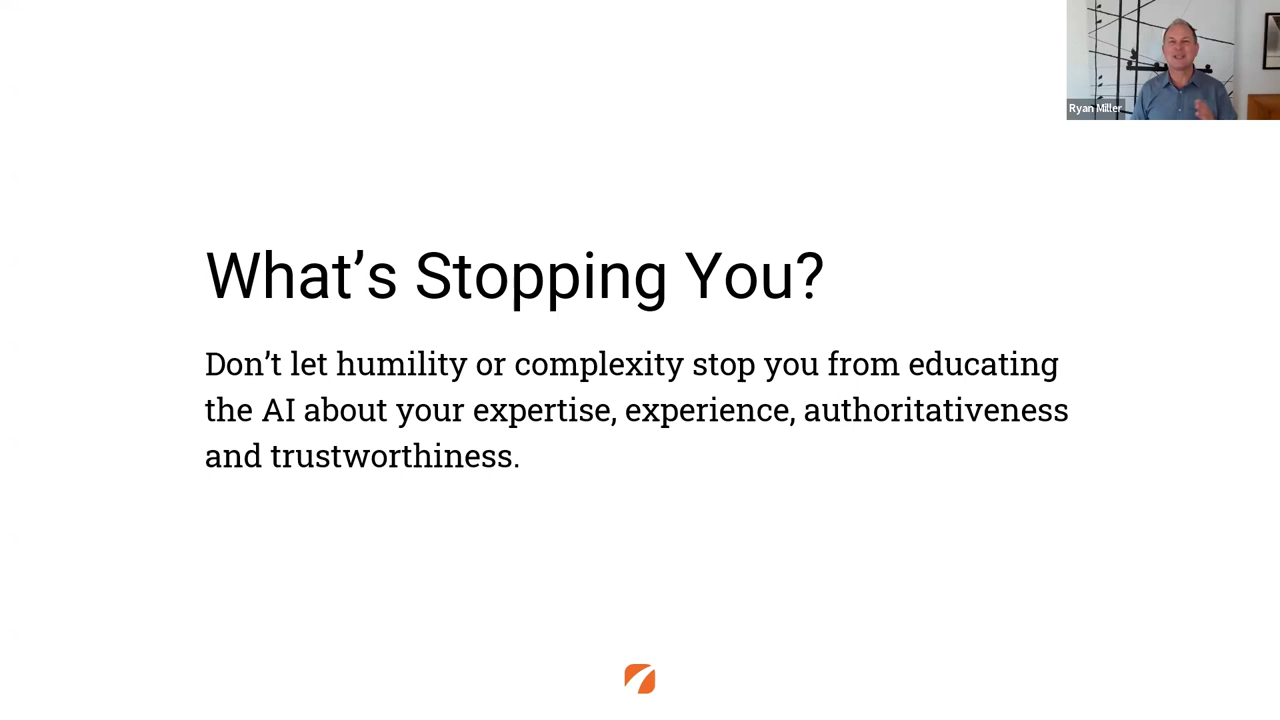 Ryan Miller
What’s Stopping You?
Don’t let humility or complexity stop you from educating
the AI about your expertise, experience, authoritativeness
and trustworthiness.